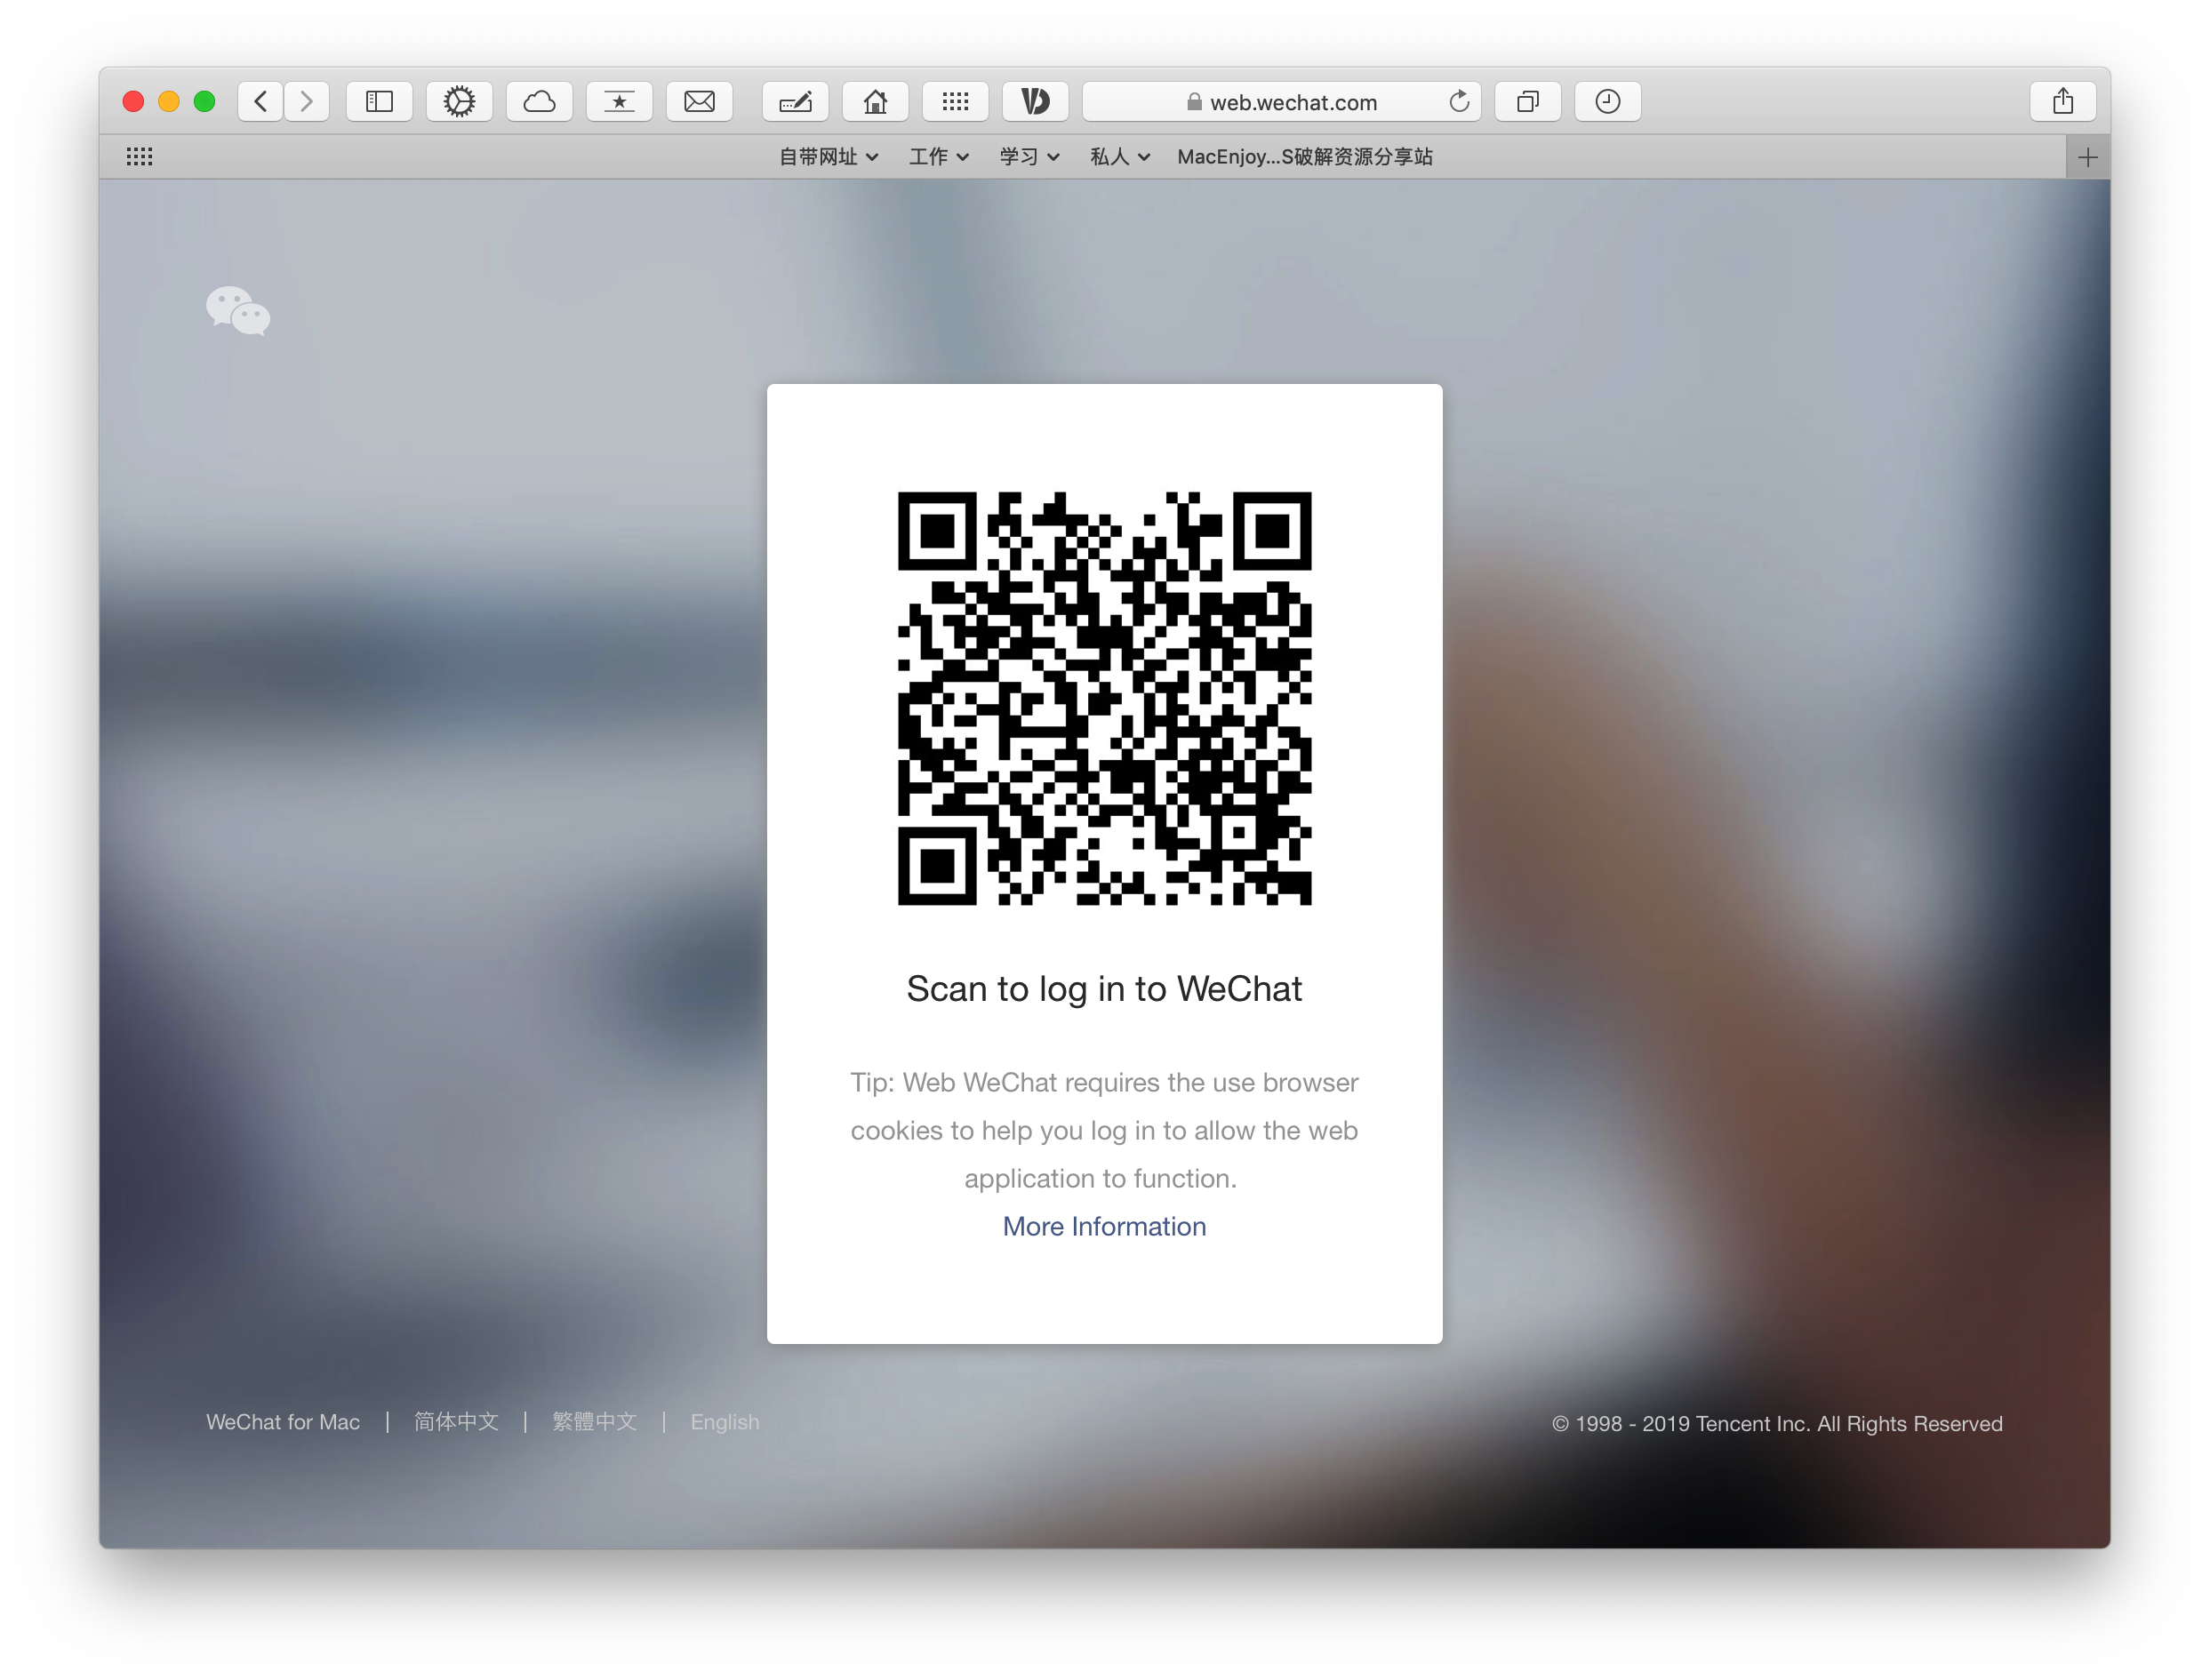 web.wechat.com
自带网址 工作 学习 私人 MacEnjoy...S破解资源分享站
Scan to log in to WeChat
Tip: Web WeChat requires the use browser
cookies to help you log in to allow the web
application to function.
More Information
WeChat for Mac | 简体中文 | 繁體中文 | English
© 1998 - 2019 Tencent Inc. All Rights Reserved